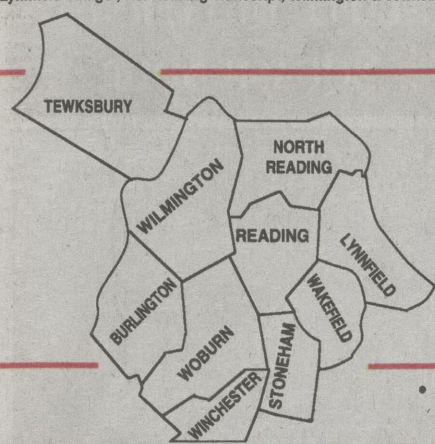 TEWKSBURY
NORTH
READING
WILMINGTON
READING
LYNNFIELD
BURLINGTON
WAKEFIELD
WOBURN
STONEHAM
WINCHESTER